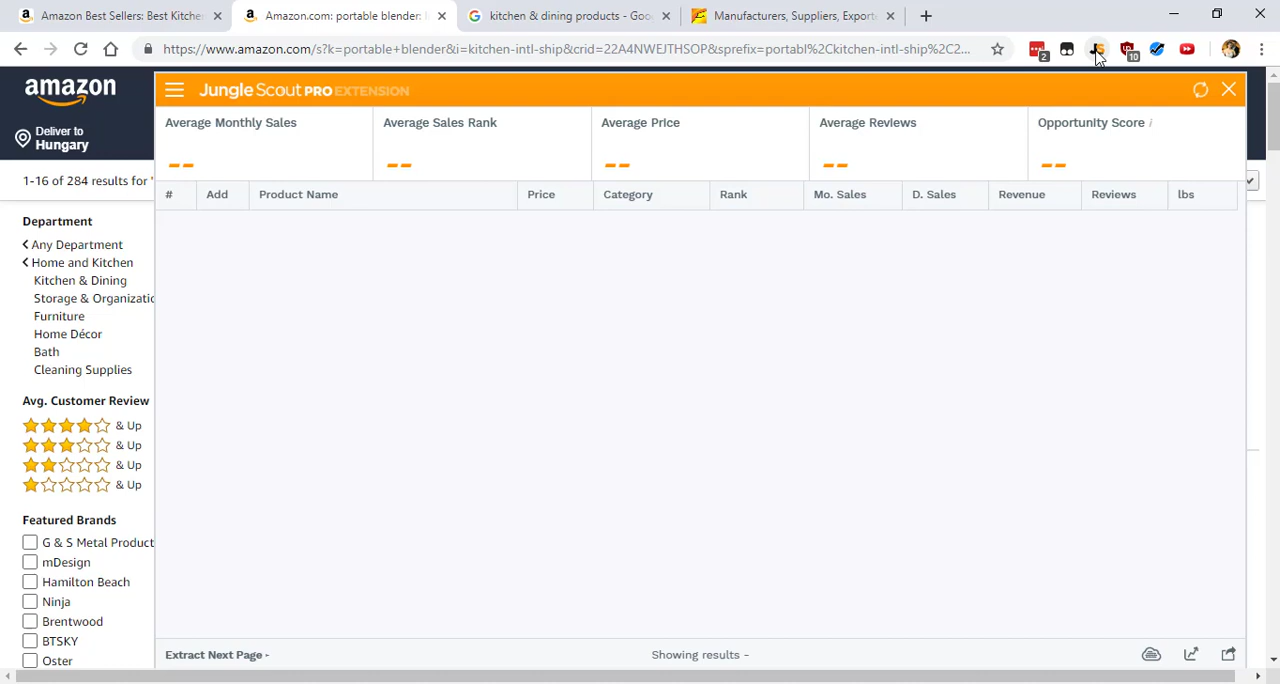 Amazon Best Sellers: Best Kitche
Amazon.com: portable blender:
kitchen & dining products - Goo
Manufacturers, Suppliers, Export
https://www.amazon.com/s?k=portable+blender&i=kitchen-intl-ship&crid=22A4NWEJTHSOP&sprefix=portabl%2Ckitchen-intl-ship%2C2...
2
10
amazon
Deliver to
Hungary
Jungle Scout PRO EXTENSION
Average Monthly Sales
Average Sales Rank
Average Price
Average Reviews
Opportunity Score i
--
--
--
--
--
1-16 of 284 results for "
# Add Product Name Price Category Rank Mo. Sales D. Sales Revenue Reviews lbs
Department
Any Department
Home and Kitchen
Kitchen & Dining
Storage & Organizatio
Furniture
Home Décor
Bath
Cleaning Supplies
Avg. Customer Review
& Up
& Up
& Up
& Up
Featured Brands
G & S Metal Product
mDesign
Hamilton Beach
Ninja
Brentwood
BTSKY
Oster
Extract Next Page -
Showing results -